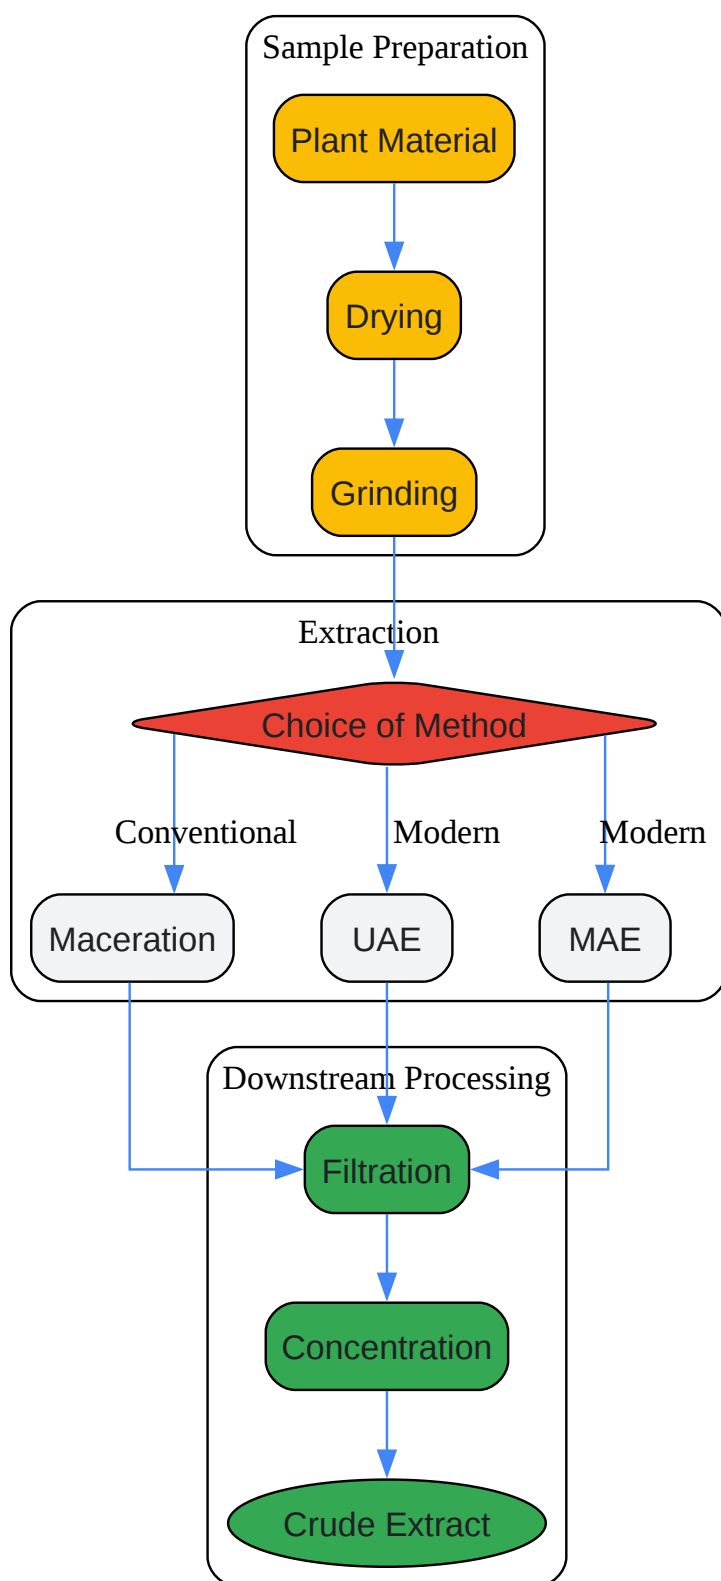 Sample Preparation
Plant Material
Drying
Grinding
Extraction
Choice of Method
Conventional
Modern
Modern
Maceration
UAE
MAE
Downstream Processing
Filtration
Concentration
Crude Extract